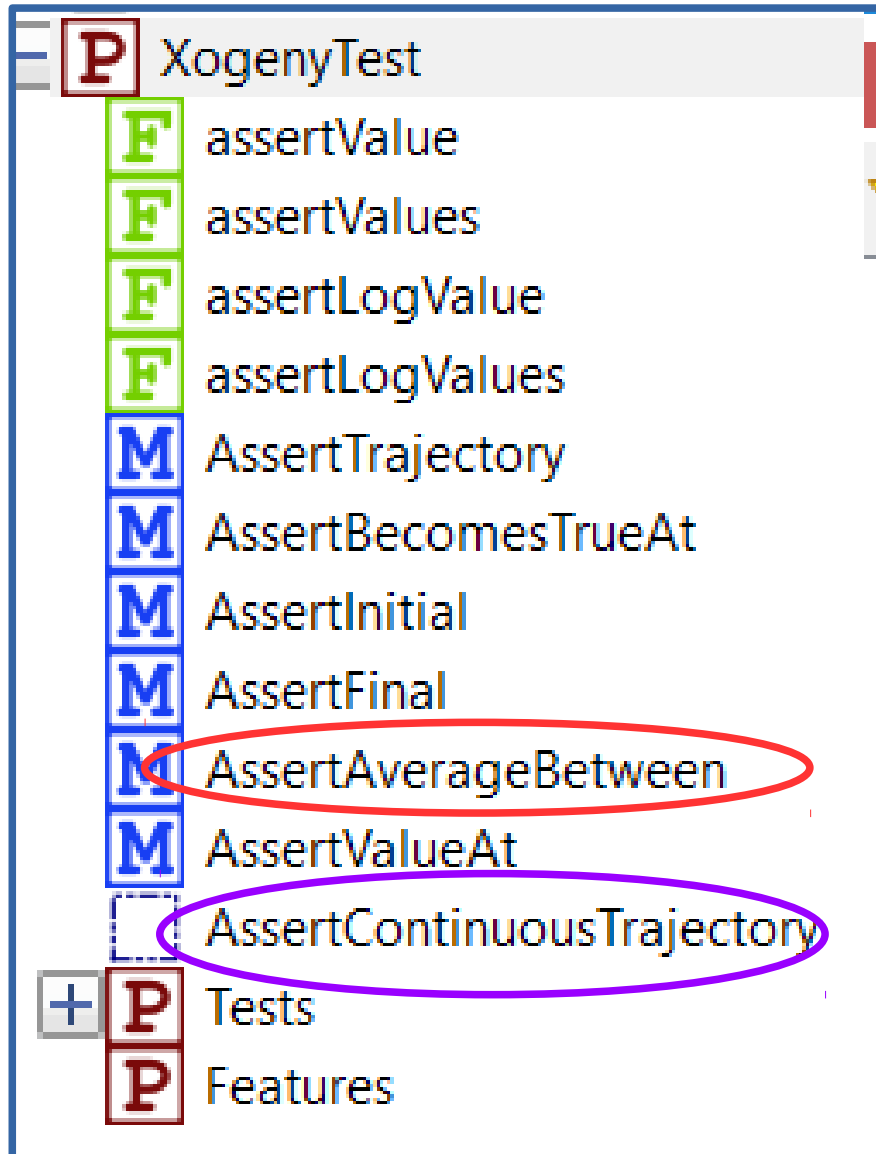 P XogenyTest
F assertValue
F assertValues
F assertLogValue
F assertLogValues
M AssertTrajectory
M AssertBecomesTrueAt
M AssertInitial
M AssertFinal
M AssertAverageBetween
M AssertValueAt
AssertContinuousTrajectory
P Tests
P Features